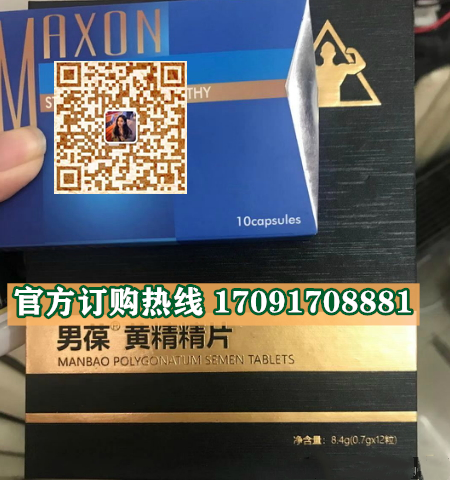 MAXON
THY
10capsules
官方订购热线 17091708881
男葆® 黄精精片
MANBAO POLYGONATUM SEMEN TABLETS
净含量: 8.4g(0.7gx12粒)